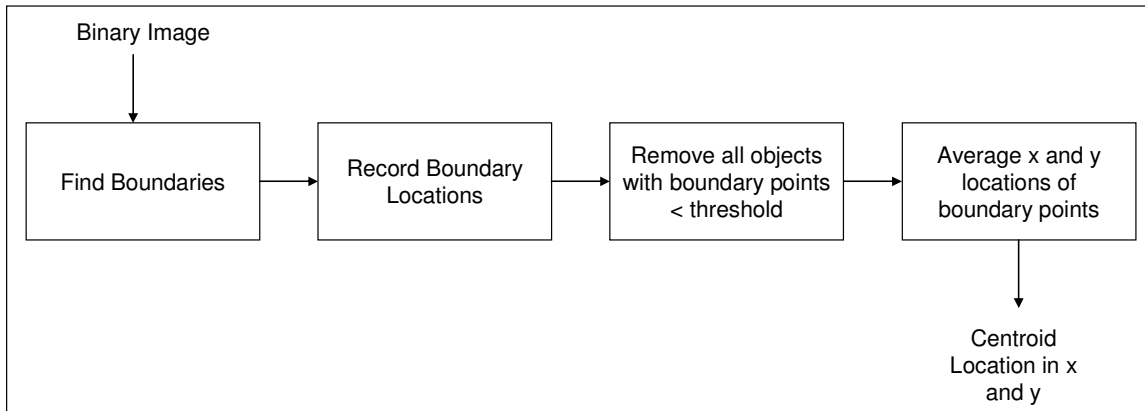 Binary Image
Find Boundaries
Record Boundary
Locations
Remove all objects
with boundary points
< threshold
Average x and y
locations of
boundary points
Centroid
Location in x
and y